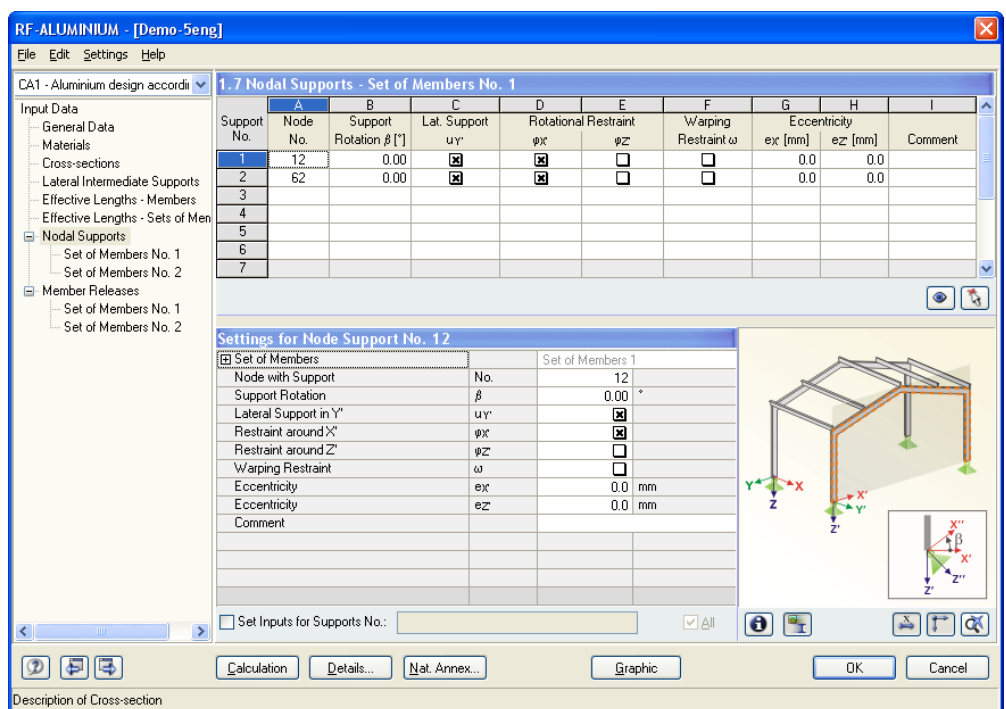 RF-ALUMINIUM - [Demo-5eng]
File Edit Settings Help
CA1 - Aluminium design accordi
Input Data
General Data
Materials
Cross-sections
Lateral Intermediate Supports
Effective Lengths - Members
Effective Lengths - Sets of Men
Nodal Supports
Set of Members No. 1
Set of Members No. 2
Member Releases
Set of Members No. 1
Set of Members No. 2
1.7 Nodal Supports - Set of Members No. 1
A B C D E F G H I
Support Node Support Lat. Support Rotational Restraint Warping Eccentricity
No. No. Rotation β [°] uY' φX' φZ' Restraint ω eX' [mm] eZ' [mm] Comment
1 12 0.00 0.0 0.0
2 62 0.00 0.0 0.0
3
4
5
6
7
Settings for Node Support No. 12
Set of Members Set of Members 1
Node with Support No. 12
Support Rotation β 0.00 °
Lateral Support in Y' uY'
Restraint around X' φX'
Restraint around Z' φZ'
Warping Restraint ω
Eccentricity eX' 0.0 mm
Eccentricity eZ' 0.0 mm
Comment
Y X
Z
X'
Y'
Z'
X''
β
X'
Z''
Z'
Set Inputs for Supports No.: All
Calculation Details... Nat. Annex... Graphic OK Cancel
Description of Cross-section